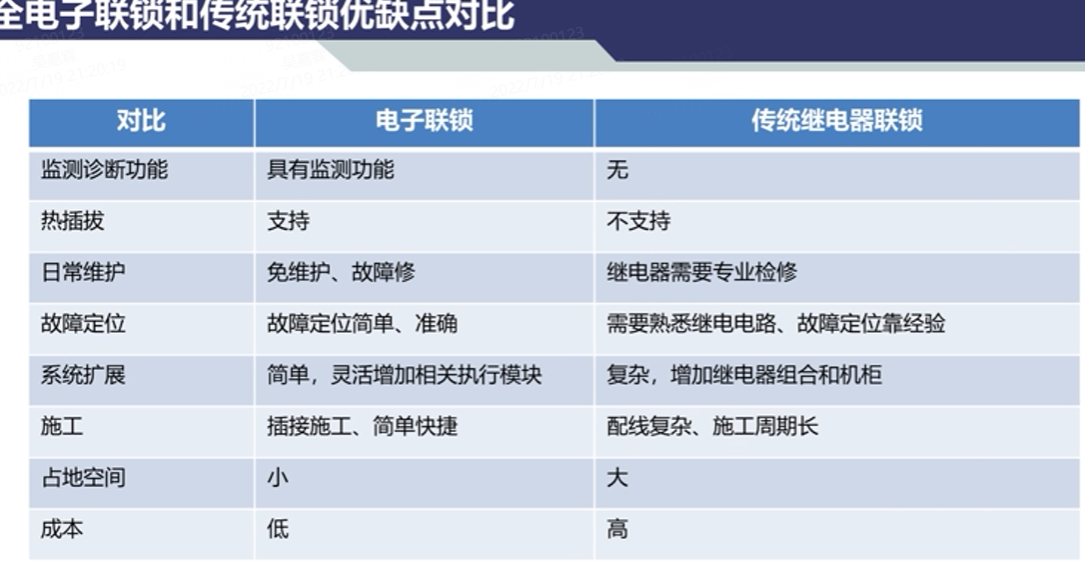 全电子联锁和传统联锁优缺点对比
对比 电子联锁 传统继电器联锁
监测诊断功能 具有监测功能 无
热插拔 支持 不支持
日常维护 免维护、故障修 继电器需要专业检修
故障定位 故障定位简单、准确 需要熟悉继电电路、故障定位靠经验
系统扩展 简单，灵活增加相关执行模块 复杂，增加继电器组合和机柜
施工 插接施工、简单快捷 配线复杂、施工周期长
占地空间 小 大
成本 低 高